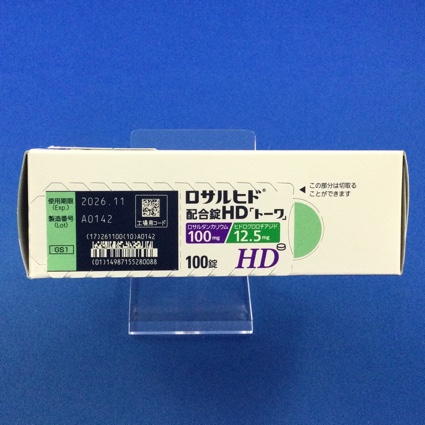 使用期限
(Exp.)
2026.11
製造番号
(Lot)
A0142
工場用コード
GS1
(17)261100(10)A0142
(01)14987155280088
ロサルヒド®
配合錠HD「トーワ」
ロサルタンカリウム
100mg
ヒドロクロロチアジド
12.5mg
100錠
HD
この部分は切取る
ことができます